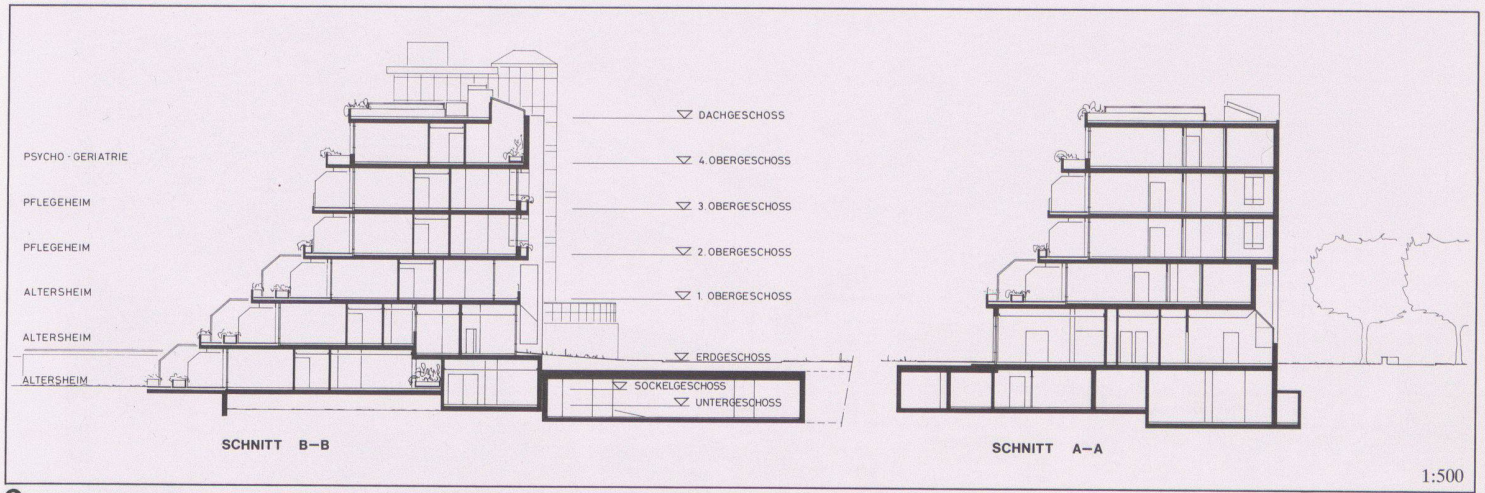 PSYCHO - GERIATRIE
PFLEGEHEIM
PFLEGEHEIM
ALTERSHEIM
ALTERSHEIM
ALTERSHEIM
DACHGESCHOSS
4. OBERGESCHOSS
3. OBERGESCHOSS
2. OBERGESCHOSS
1. OBERGESCHOSS
ERDGESCHOSS
SOCKELGESCHOSS
UNTERGESCHOSS
SCHNITT B-B
SCHNITT A-A
1:500